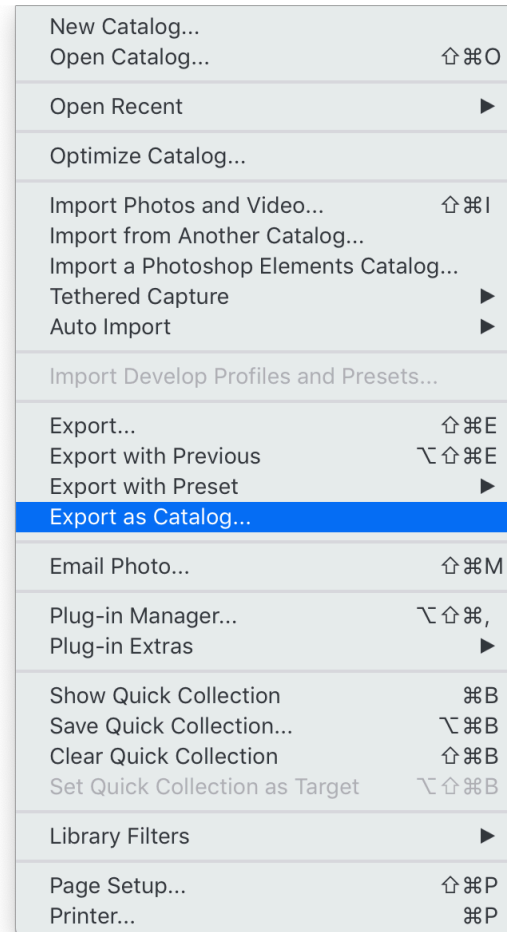 New Catalog...
Open Catalog... ⇧⌘O
Open Recent ▶
Optimize Catalog...
Import Photos and Video... ⇧⌘I
Import from Another Catalog...
Import a Photoshop Elements Catalog...
Tethered Capture ▶
Auto Import ▶
Import Develop Profiles and Presets...
Export... ⇧⌘E
Export with Previous ⌥⇧⌘E
Export with Preset ▶
Export as Catalog...
Email Photo... ⇧⌘M
Plug-in Manager... ⌥⇧⌘,
Plug-in Extras ▶
Show Quick Collection ⌘B
Save Quick Collection... ⌥⌘B
Clear Quick Collection ⇧⌘B
Set Quick Collection as Target ⌥⇧⌘B
Library Filters ▶
Page Setup... ⇧⌘P
Printer... ⌘P